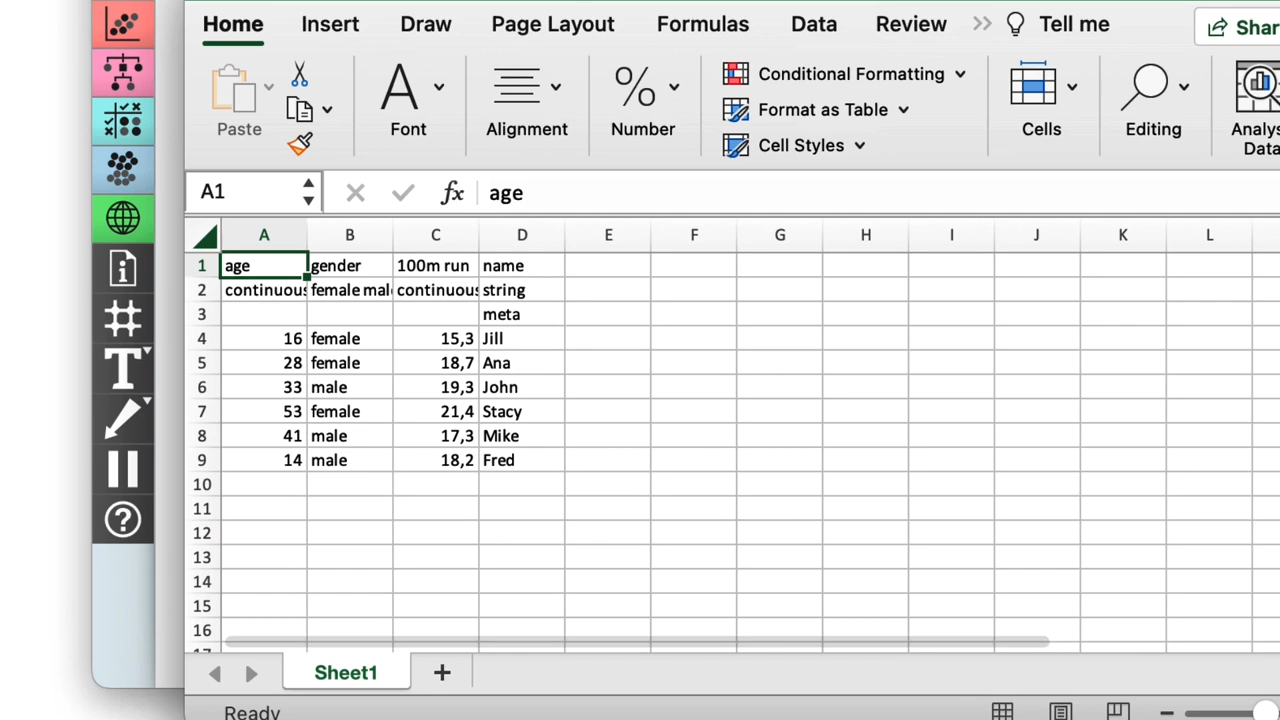 Home Insert Draw Page Layout Formulas Data Review >> Tell me Shar
Paste Font Alignment Number Conditional Formatting Format as Table Cell Styles Cells Editing Analys Data
A1 fx age
A B C D E F G H I J K L
1 age gender 100m run name
2 continuous female mal continuous string
3 meta
4 16 female 15,3 Jill
5 28 female 18,7 Ana
6 33 male 19,3 John
7 53 female 21,4 Stacy
8 41 male 17,3 Mike
9 14 male 18,2 Fred
10
11
12
13
14
15
16
17
Sheet1 +
Ready